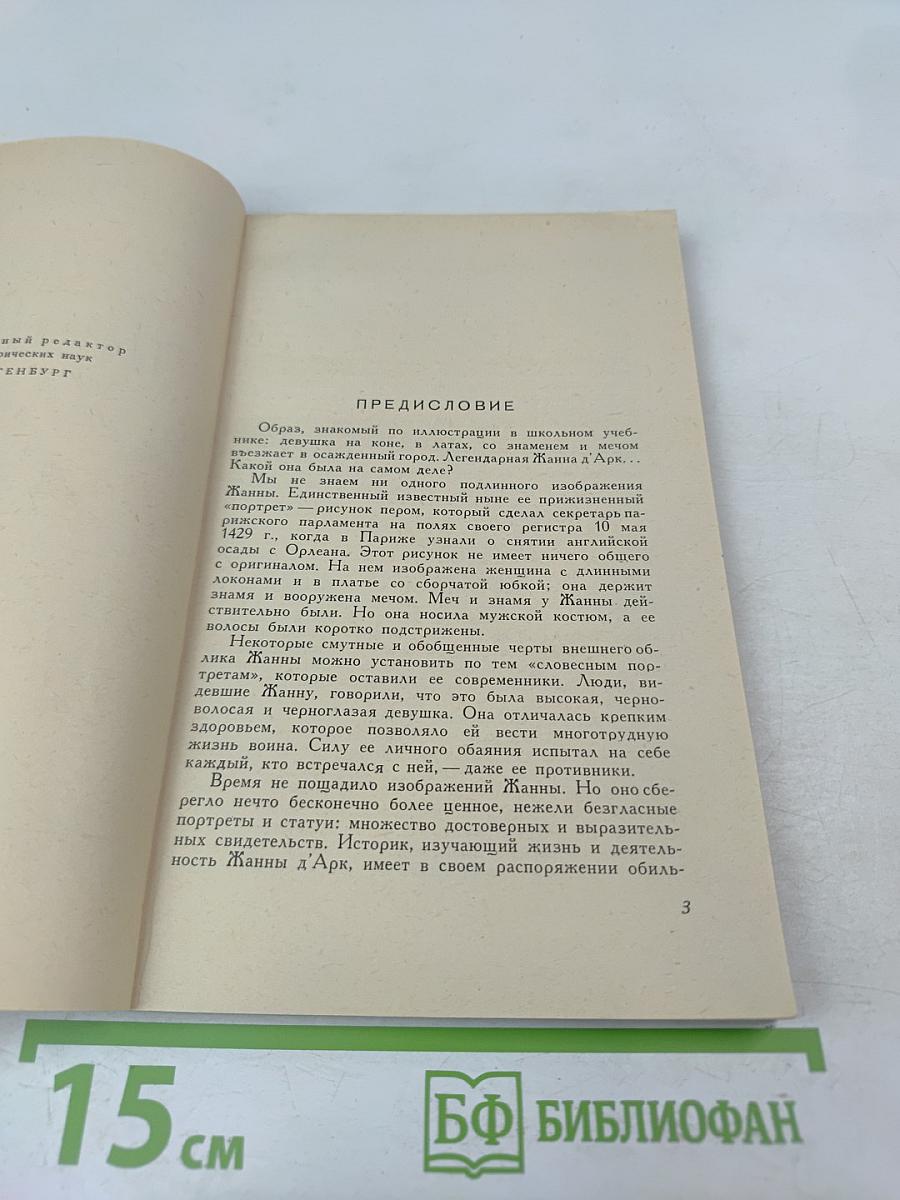 ный редактор
рических наук
ТЕНБУРГ
ПРЕДИСЛОВИЕ
Образ, знакомый по иллюстрации в школьном учеб-
нике: девушка на коне, в латах, со знаменем и мечом
въезжает в осажденный город. Легендарная Жанна д'Арк...
Какой она была на самом деле?
Мы не знаем ни одного подлинного изображения
Жанны. Единственный известный ныне ее прижизненный
«портрет» — рисунок пером, который сделал секретарь па-
рижского парламента на полях своего регистра 10 мая
1429 г., когда в Париже узнали о снятии английской
осады с Орлеана. Этот рисунок не имеет ничего общего
с оригиналом. На нем изображена женщина с длинными
локонами и в платье со сборчатой юбкой; она держит
знамя и вооружена мечом. Меч и знамя у Жанны дей-
ствительно были. Но она носила мужской костюм, а ее
волосы были коротко подстрижены.
Некоторые смутные и обобщенные черты внешнего об-
лика Жанны можно установить по тем «словесным пор-
третам», которые оставили ее современники. Люди, ви-
девшие Жанну, говорили, что это была высокая, черно-
волосая и черноглазая девушка. Она отличалась крепким
здоровьем, которое позволяло ей вести многотрудную
жизнь воина. Силу ее личного обаяния испытал на себе
каждый, кто встречался с ней, — даже ее противники.
Время не пощадило изображений Жанны. Но оно сбе-
регло нечто бесконечно более ценное, нежели безгласные
портреты и статуи: множество достоверных и выразитель-
ных свидетельств. Историк, изучающий жизнь и деятель-
ность Жанны д'Арк, имеет в своем распоряжении обиль-
3
15 см
БФ БИБЛИОФАН